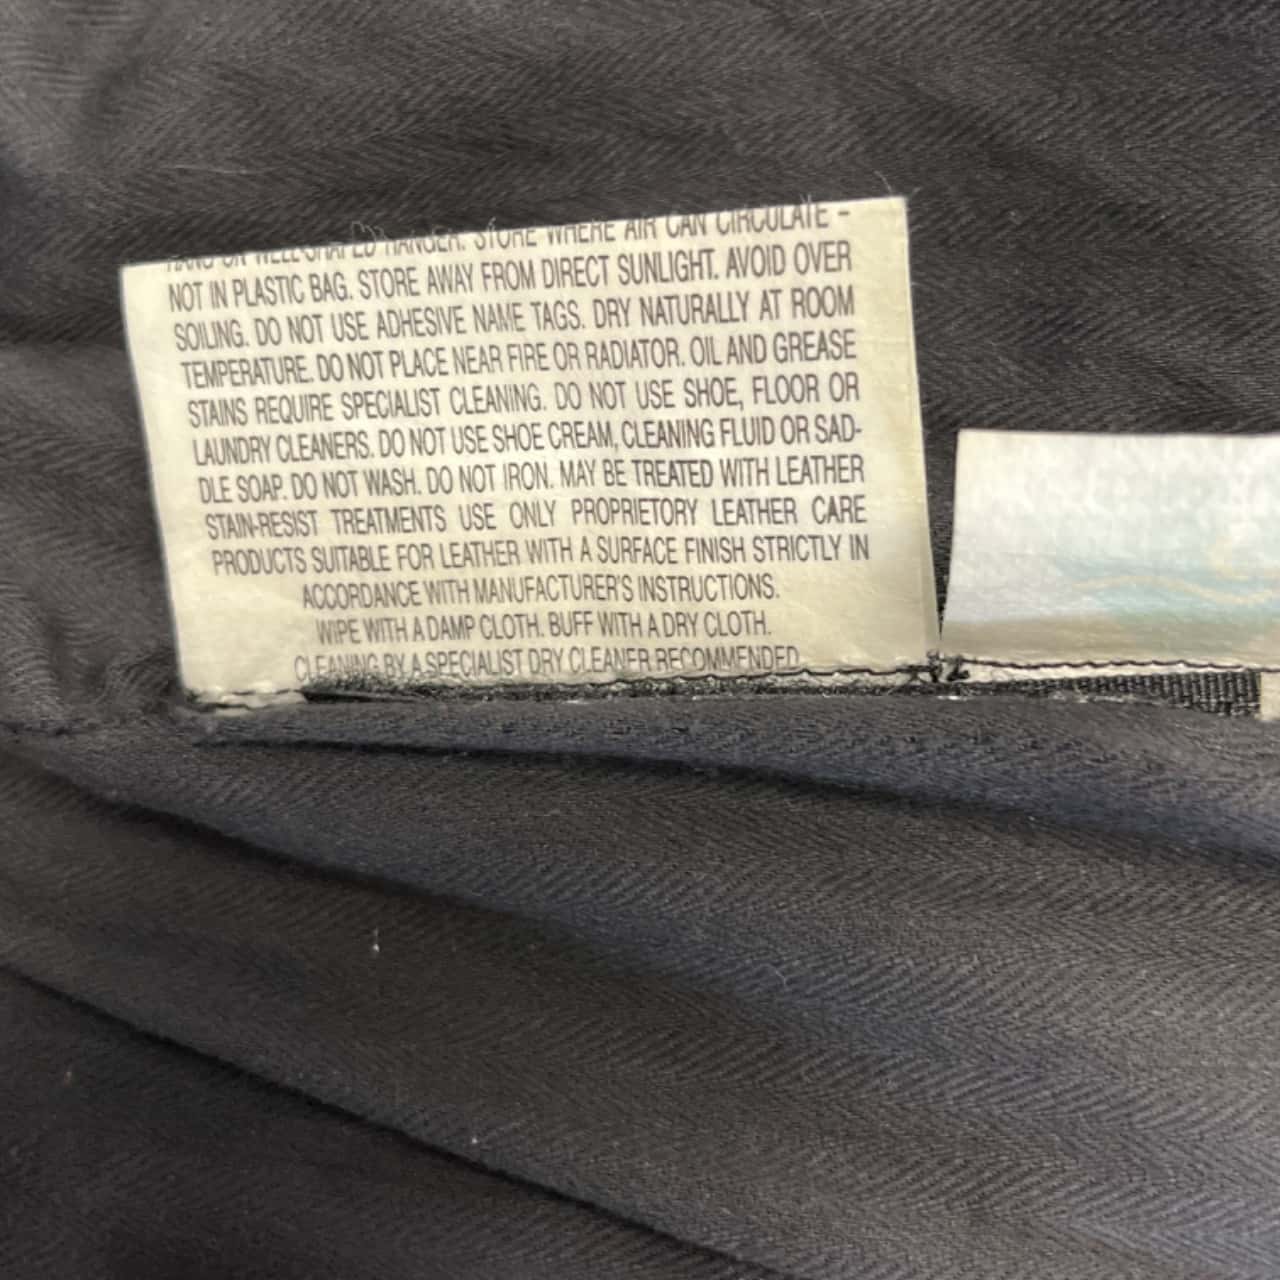 HANG ON WELL-SHAPED HANGER. STORE WHERE AIR CAN CIRCULATE -
NOT IN PLASTIC BAG. STORE AWAY FROM DIRECT SUNLIGHT. AVOID OVER
SOILING. DO NOT USE ADHESIVE NAME TAGS. DRY NATURALLY AT ROOM
TEMPERATURE. DO NOT PLACE NEAR FIRE OR RADIATOR. OIL AND GREASE
STAINS REQUIRE SPECIALIST CLEANING. DO NOT USE SHOE, FLOOR OR
LAUNDRY CLEANERS. DO NOT USE SHOE CREAM, CLEANING FLUID OR SAD-
DLE SOAP. DO NOT WASH. DO NOT IRON. MAY BE TREATED WITH LEATHER
STAIN-RESIST TREATMENTS USE ONLY PROPRIETORY LEATHER CARE
PRODUCTS SUITABLE FOR LEATHER WITH A SURFACE FINISH STRICTLY IN
ACCORDANCE WITH MANUFACTURER'S INSTRUCTIONS.
WIPE WITH A DAMP CLOTH. BUFF WITH A DRY CLOTH.
CLEANING BY A SPECIALIST DRY CLEANER RECOMMENDED